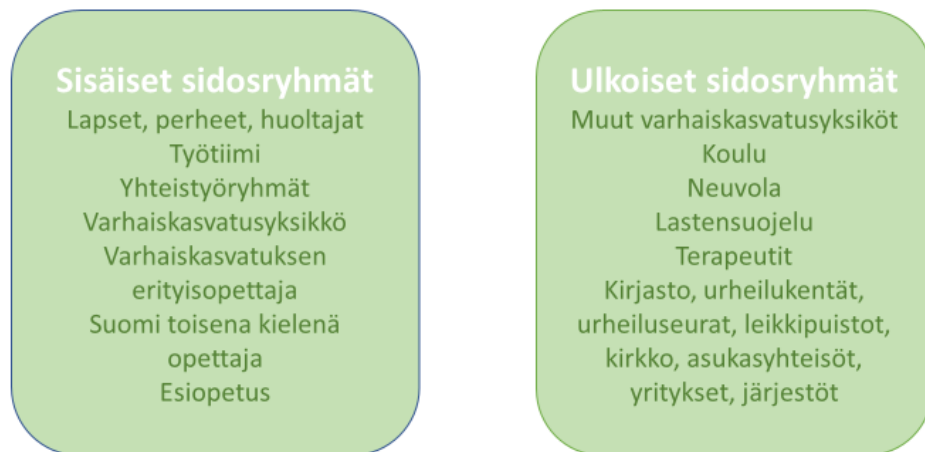 Sisäiset sidosryhmät
Lapset, perheet, huoltajat
Työtiimi
Yhteistyöryhmät
Varhaiskasvatusyksikkö
Varhaiskasvatuksen
erityisopettaja
Suomi toisena kielenä
opettaja
Esiopetus
Ulkoiset sidosryhmät
Muut varhaiskasvatusyksiköt
Koulu
Neuvola
Lastensuojelu
Terapeutit
Kirjasto, urheilukentät,
urheiluseurat, leikkipuistot,
kirkko, asukasyhteisöt,
yritykset, järjestöt